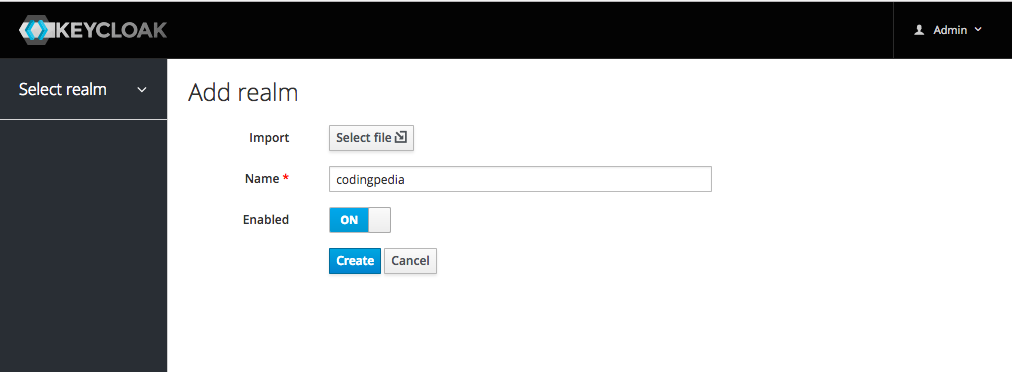 KEYCLOAK
Admin
Select realm
Add realm
Import
Select file
Name *
codingpedia
Enabled
ON
Create
Cancel